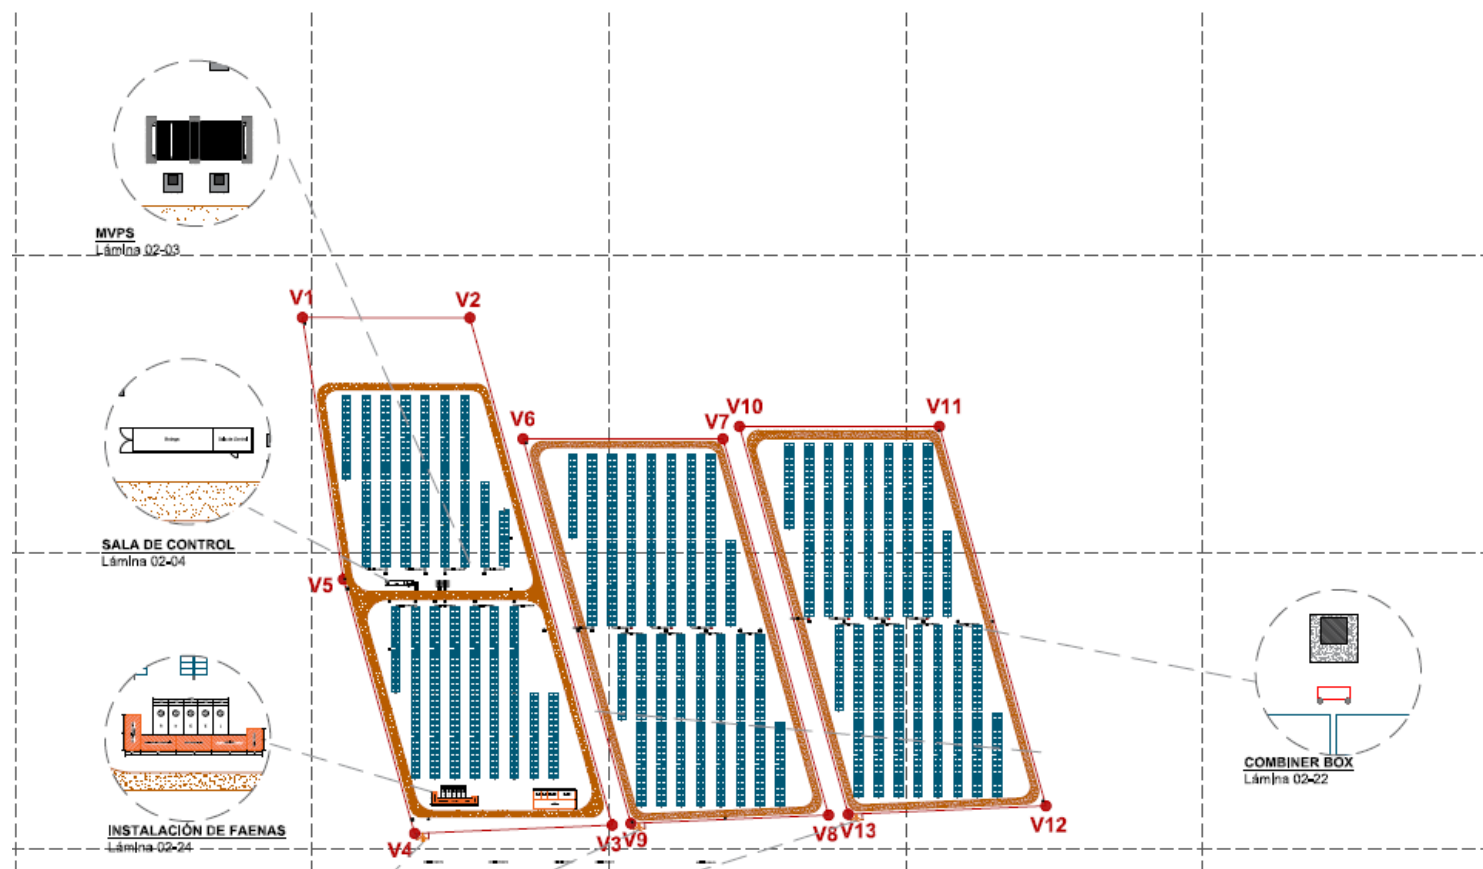 MVPS
Lámina 02-03
V1
V2
V10
V11
V6
V7
SALA DE CONTROL
Lámina 02-04
V5
COMBINER BOX
Lámina 02-22
V12
V8
V13
V3
V9
V4
INSTALACIÓN DE FAENAS
Lámina 02-24